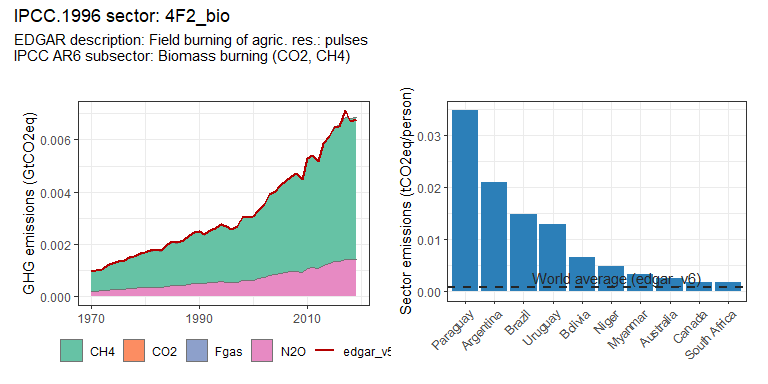 IPCC.1996 sector: 4F2_bio
EDGAR description: Field burning of agric. res.: pulses
IPCC AR6 subsector: Biomass burning (CO2, CH4)
GHG emissions (GtCO2eq)
0.006
0.004
0.002
0.000
1970
1990
2010
CH4
CO2
Fgas
N2O
edgar_v6
Sector emissions (tCO2eq/person)
0.03
0.02
0.01
0.00
World average (edgar_v6)
Paraguay
Argentina
Brazil
Uruguay
Bolivia
Niger
Myanmar
Australia
Canada
South Africa